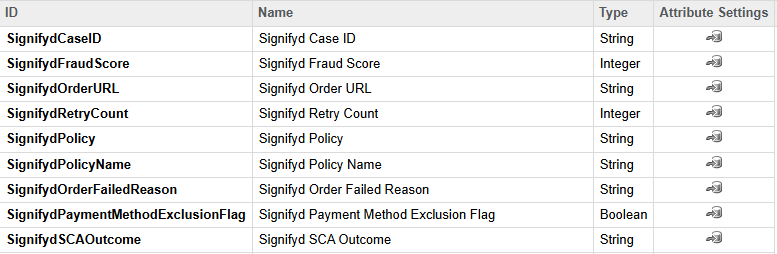 ID Name Type Attribute Settings
SignifydCaseID Signifyd Case ID String
SignifydFraudScore Signifyd Fraud Score Integer
SignifydOrderURL Signifyd Order URL String
SignifydRetryCount Signifyd Retry Count Integer
SignifydPolicy Signifyd Policy String
SignifydPolicyName Signifyd Policy Name String
SignifydOrderFailedReason Signifyd Order Failed Reason String
SignifydPaymentMethodExclusionFlag Signifyd Payment Method Exclusion Flag Boolean
SignifydSCAOutcome Signifyd SCA Outcome String